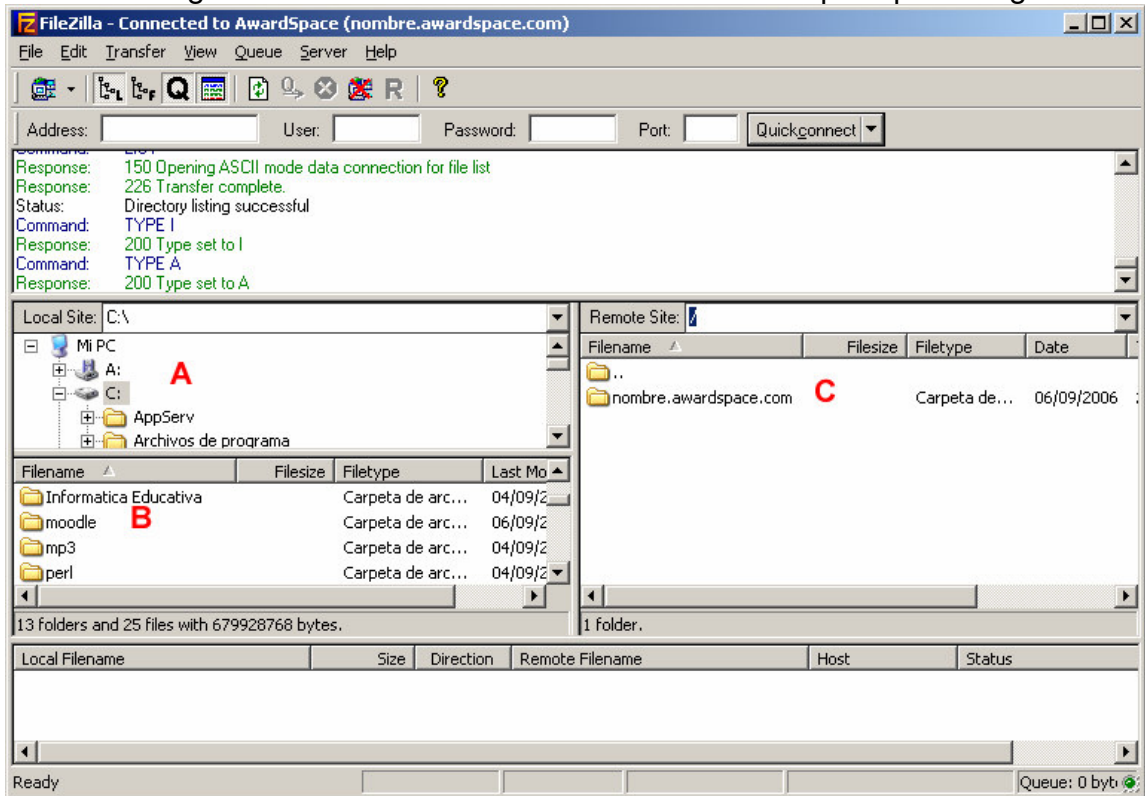 FileZilla - Connected to AwardSpace (nombre.awardspace.com)
File Edit Transfer View Queue Server Help
Address: User: Password: Port: Quickconnect
Response: 150 Opening ASCII mode data connection for file list
Response: 226 Transfer complete.
Status: Directory listing successful
Command: TYPE I
Response: 200 Type set to I
Command: TYPE A
Response: 200 Type set to A
Local Site: C:\
Mi PC
A:
A
C:
AppServ
Archivos de programa
Filename Filesize Filetype Last Mo
Informatica Educativa Carpeta de arc... 04/09/2
moodle B Carpeta de arc... 06/09/2
mp3 Carpeta de arc... 04/09/2
perl Carpeta de arc... 04/09/2
13 folders and 25 files with 679928768 bytes.
Remote Site: /
Filename Filesize Filetype Date
..
nombre.awardspace.com C Carpeta de... 06/09/2006
1 folder.
Local Filename Size Direction Remote Filename Host Status
Ready Queue: 0 byt